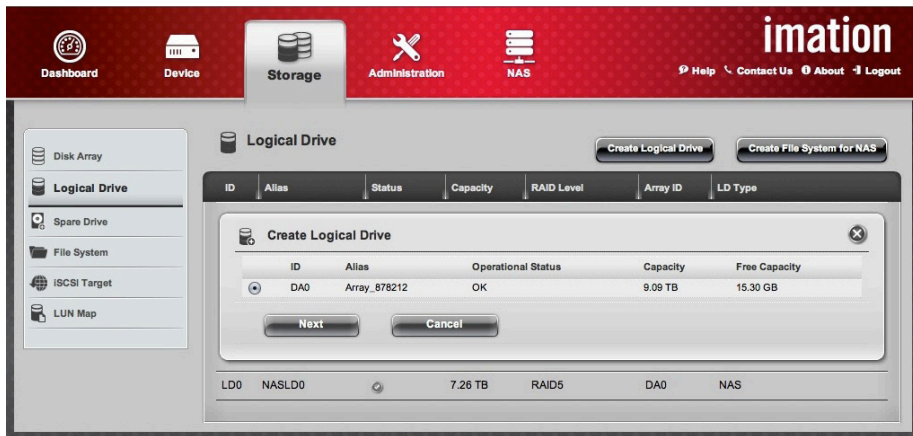 imation
Dashboard Device Storage Administration NAS
Help Contact Us About Logout
Disk Array
Logical Drive
Spare Drive
File System
iSCSI Target
LUN Map
Logical Drive Create Logical Drive Create File System for NAS
ID Alias Status Capacity RAID Level Array ID LD Type
Create Logical Drive
ID Alias Operational Status Capacity Free Capacity
DA0 Array_878212 OK 9.09 TB 15.30 GB
Next Cancel
LD0 NASLD0 7.26 TB RAID5 DA0 NAS